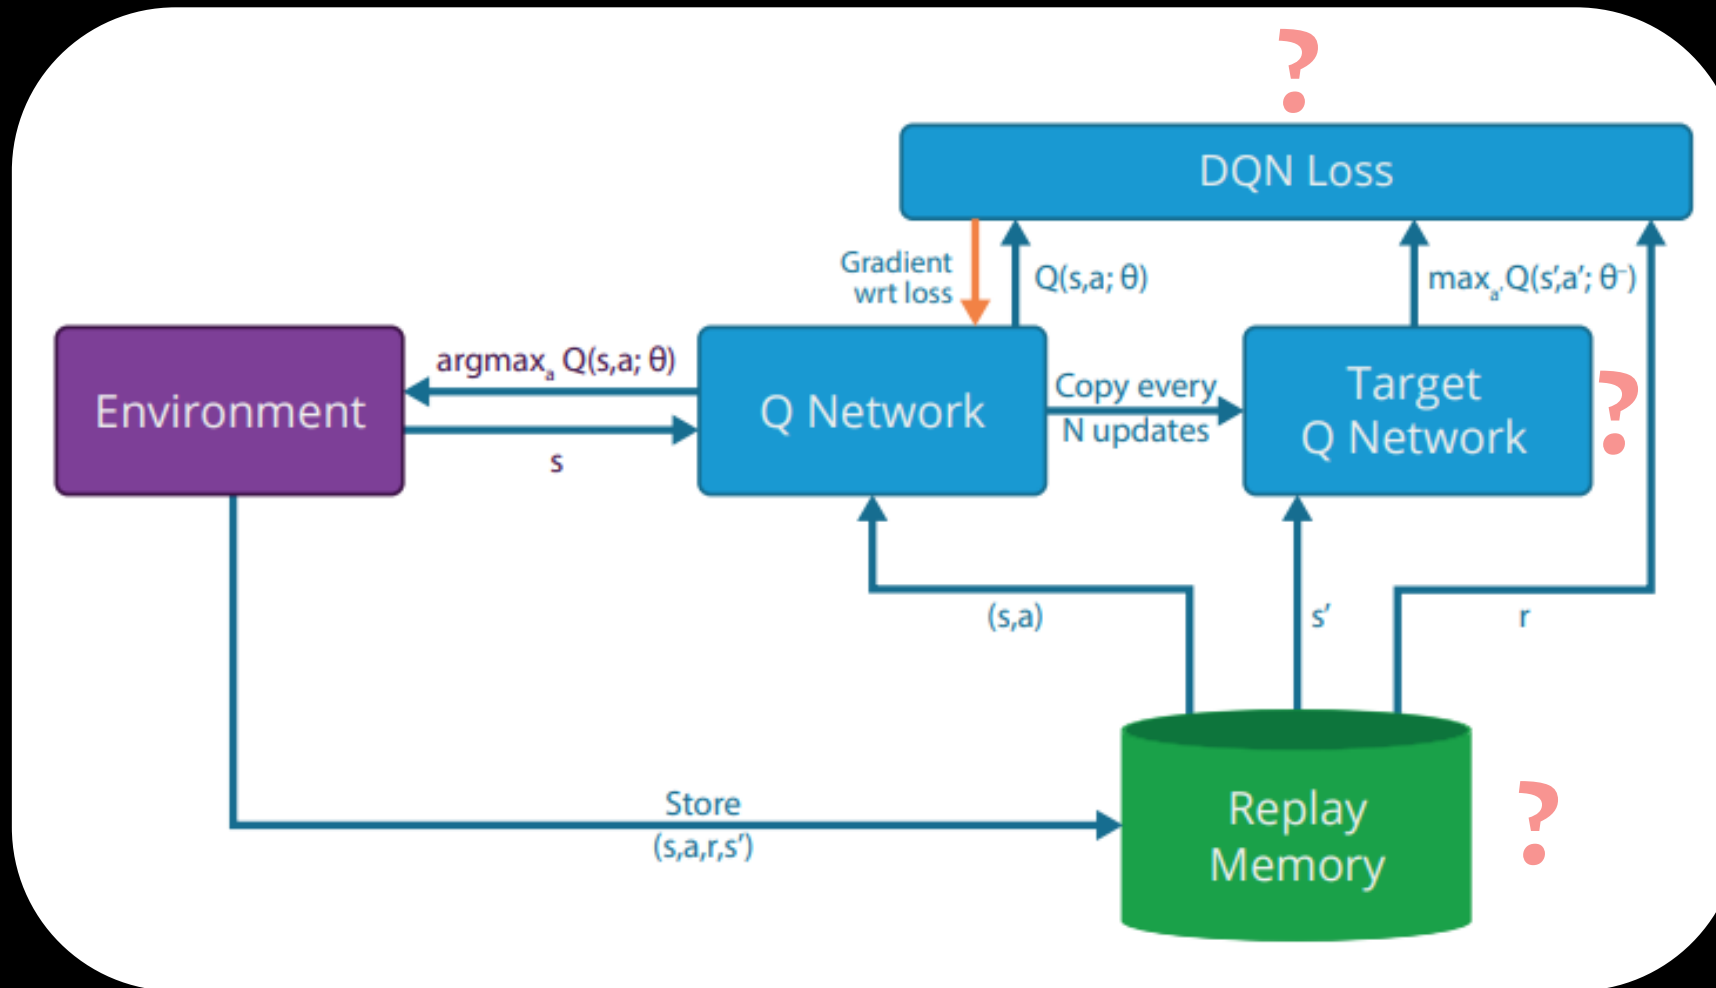 ?
DQN Loss
Gradient
wrt loss
Q(s,a; θ)
maxₐ′Q(s′,a′; θ⁻)
Environment
argmaxₐ Q(s,a; θ)
s
Q Network
Copy every
N updates
Target
Q Network
?
(s,a)
s′
r
Store
(s,a,r,s′)
Replay
Memory
?